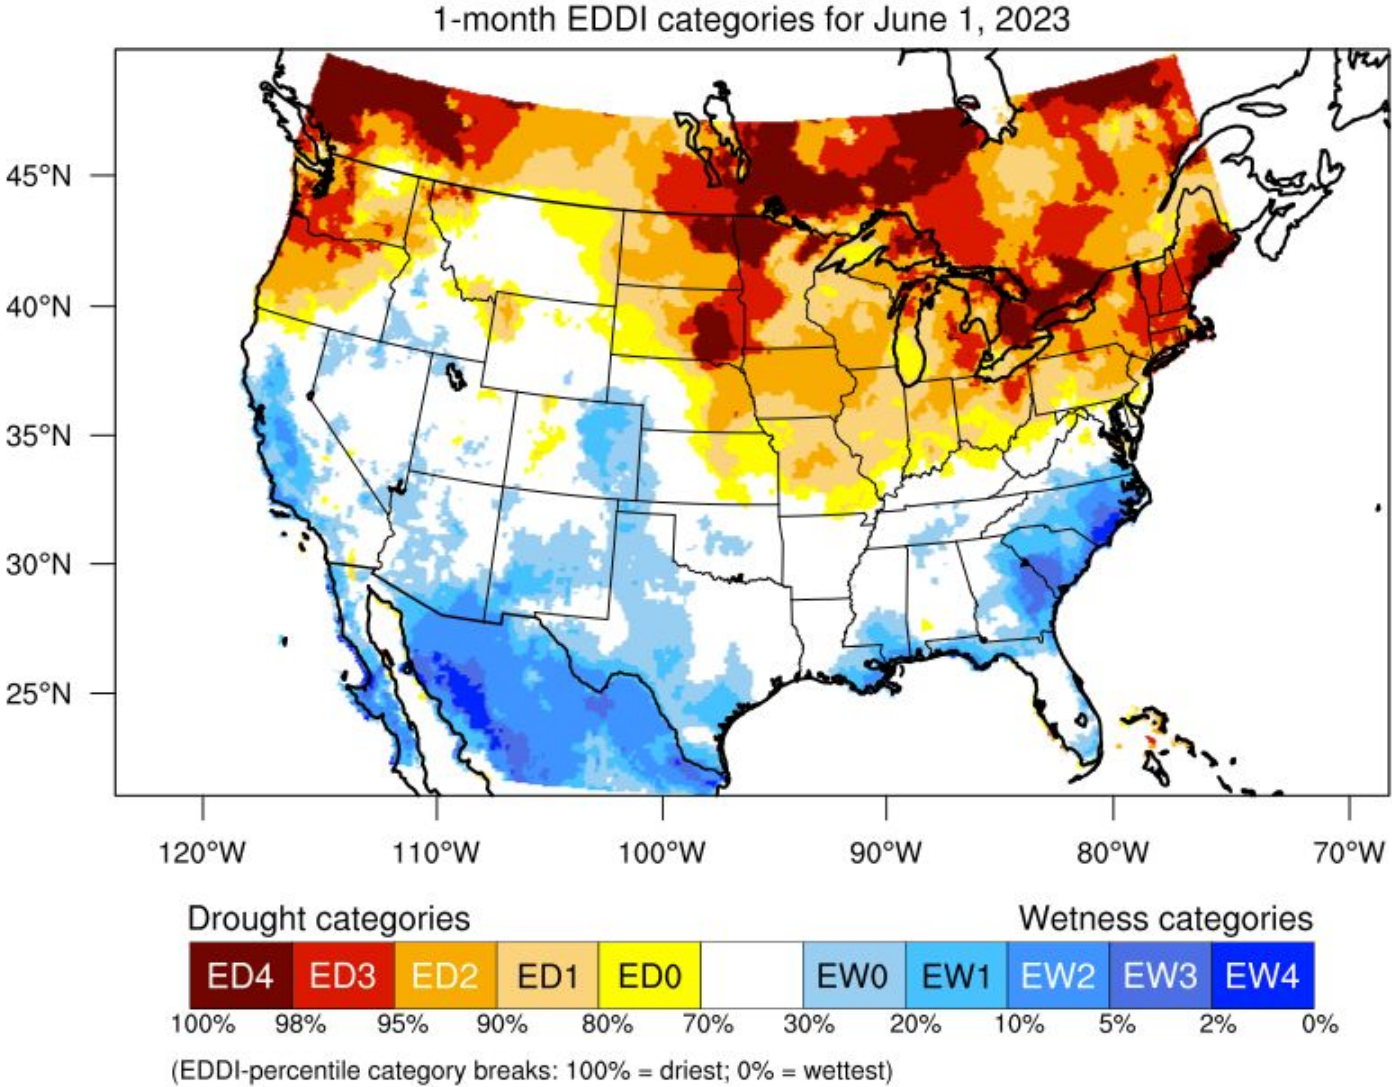 1-month EDDI categories for June 1, 2023
45°N
40°N
35°N
30°N
25°N
120°W 110°W 100°W 90°W 80°W 70°W
Drought categories Wetness categories
ED4 ED3 ED2 ED1 ED0 EW0 EW1 EW2 EW3 EW4
100% 98% 95% 90% 80% 70% 30% 20% 10% 5% 2% 0%
(EDDI-percentile category breaks: 100% = driest; 0% = wettest)